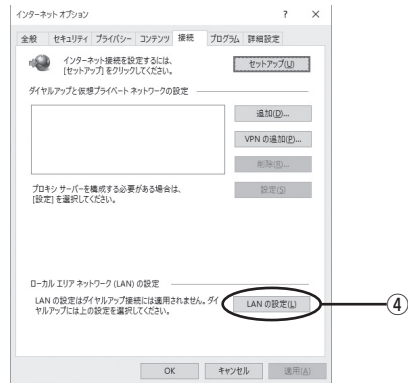 インターネット オプション ? ×
全般 セキュリティ プライバシー コンテンツ 接続 プログラム 詳細設定
インターネット接続を設定するには、
[セットアップ] をクリックしてください。
セットアップ(U)
ダイヤルアップと仮想プライベート ネットワークの設定
追加(D)...
VPN の追加(P)...
削除(R)...
プロキシ サーバーを構成する必要がある場合は、
[設定] を選択してください。
設定(S)
ローカル エリア ネットワーク (LAN) の設定
LAN の設定はダイヤルアップ接続には適用されません。ダイ
ヤルアップには上の設定を選択してください。
LAN の設定(L)
④
OK キャンセル 適用(A)